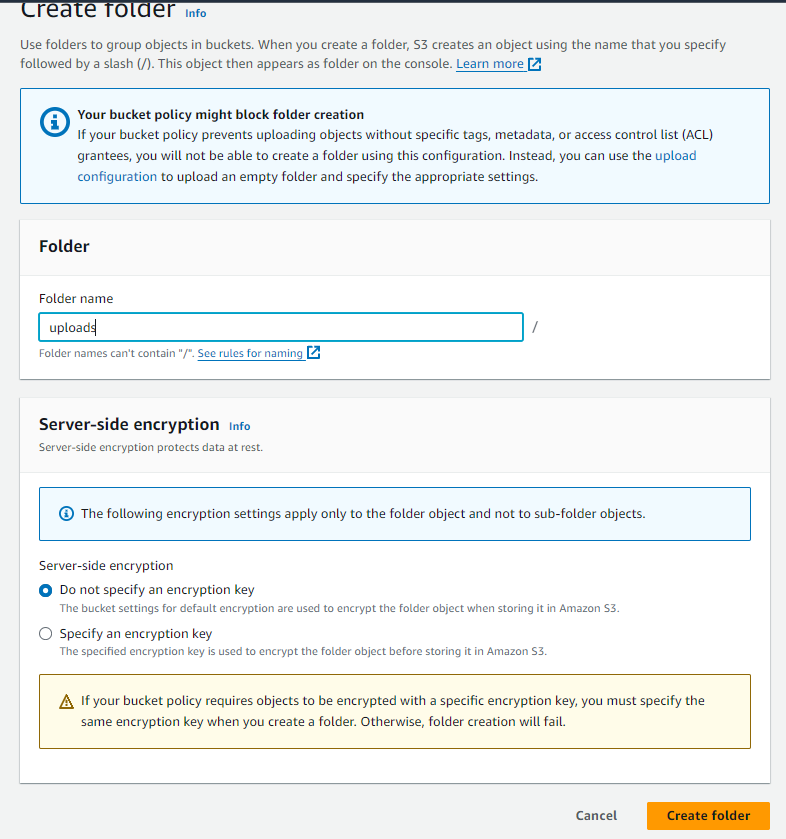 Create folder Info
Use folders to group objects in buckets. When you create a folder, S3 creates an object using the name that you specify
followed by a slash (/). This object then appears as folder on the console. Learn more
Your bucket policy might block folder creation
If your bucket policy prevents uploading objects without specific tags, metadata, or access control list (ACL)
grantees, you will not be able to create a folder using this configuration. Instead, you can use the upload
configuration to upload an empty folder and specify the appropriate settings.
Folder
Folder name
uploads /
Folder names can't contain "/". See rules for naming
Server-side encryption Info
Server-side encryption protects data at rest.
The following encryption settings apply only to the folder object and not to sub-folder objects.
Server-side encryption
Do not specify an encryption key
The bucket settings for default encryption are used to encrypt the folder object when storing it in Amazon S3.
Specify an encryption key
The specified encryption key is used to encrypt the folder object before storing it in Amazon S3.
If your bucket policy requires objects to be encrypted with a specific encryption key, you must specify the
same encryption key when you create a folder. Otherwise, folder creation will fail.
Cancel Create folder